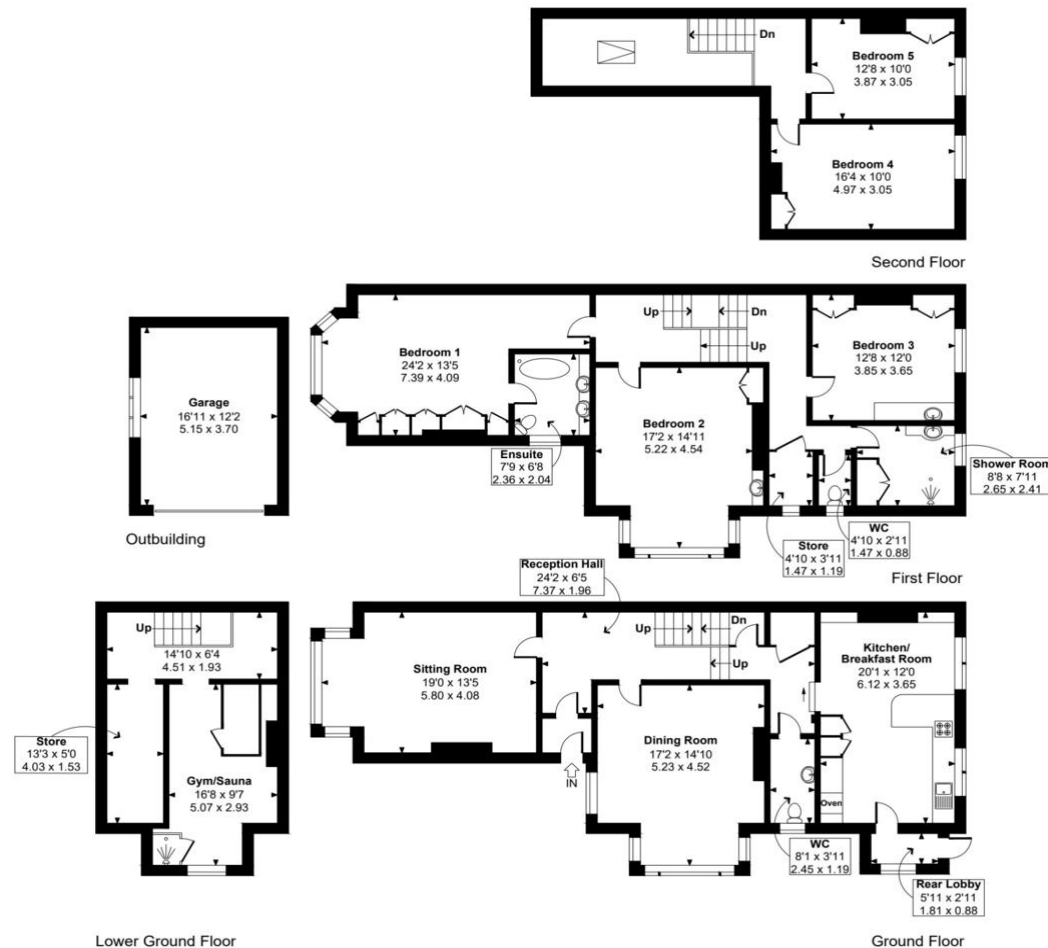 Dn
Bedroom 5
12'8 x 10'0
3.87 x 3.05
Bedroom 4
16'4 x 10'0
4.97 x 3.05
Second Floor
Garage
16'11 x 12'2
5.15 x 3.70
Outbuilding
Bedroom 1
24'2 x 13'5
7.39 x 4.09
Up
Dn
Up
Bedroom 3
12'8 x 12'0
3.85 x 3.65
Bedroom 2
17'2 x 14'11
5.22 x 4.54
Ensuite
7'9 x 6'8
2.36 x 2.04
Shower Room
8'8 x 7'11
2.65 x 2.41
WC
4'10 x 2'11
1.47 x 0.88
Store
4'10 x 3'11
1.47 x 1.19
First Floor
Reception Hall
24'2 x 6'5
7.37 x 1.96
Up
14'10 x 6'4
4.51 x 1.93
Store
13'3 x 5'0
4.03 x 1.53
Gym/Sauna
16'8 x 9'7
5.07 x 2.93
Lower Ground Floor
Sitting Room
19'0 x 13'5
5.80 x 4.08
Up
Dn
Up
Kitchen/
Breakfast Room
20'1 x 12'0
6.12 x 3.65
Dining Room
17'2 x 14'10
5.23 x 4.52
IN
Oven
WC
8'1 x 3'11
2.45 x 1.19
Rear Lobby
5'11 x 2'11
1.81 x 0.88
Ground Floor